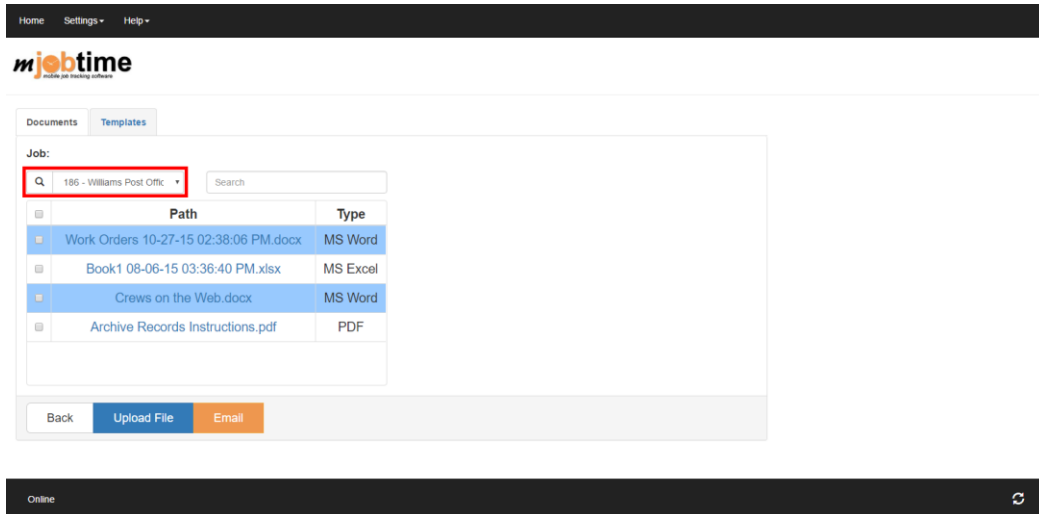 Home Settings Help
mjobtime
mobile job tracking software
Documents Templates
Job:
186 - Williams Post Offic Search
Path Type
Work Orders 10-27-15 02:38:06 PM.docx MS Word
Book1 08-06-15 03:36:40 PM.xlsx MS Excel
Crews on the Web.docx MS Word
Archive Records Instructions.pdf PDF
Back Upload File Email
Online